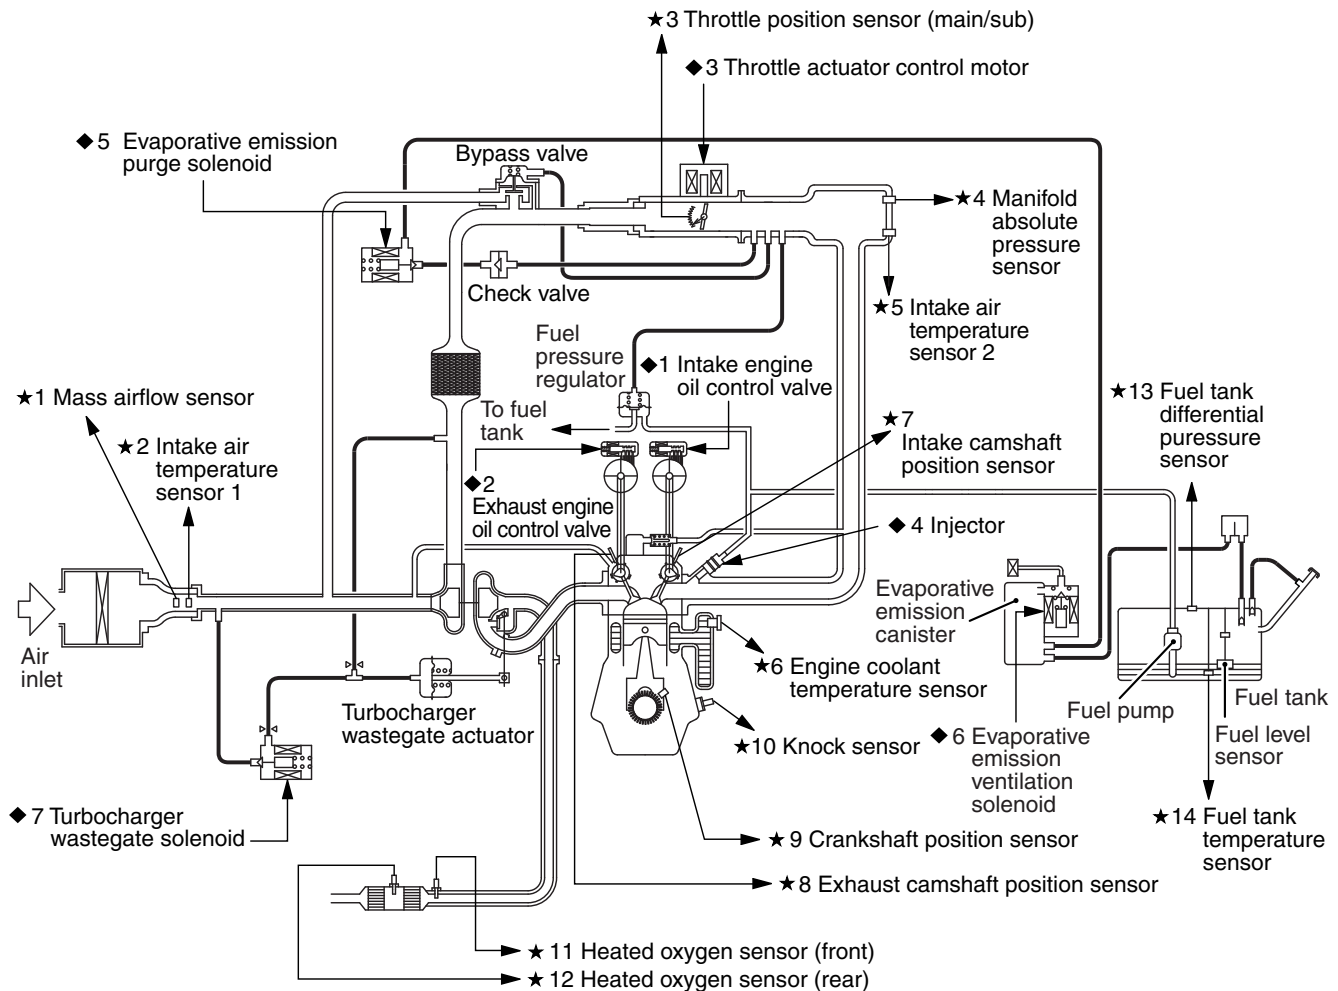 ★3 Throttle position sensor (main/sub)
◆3 Throttle actuator control motor
◆5 Evaporative emission
purge solenoid
Bypass valve
★4 Manifold
absolute
pressure
sensor
Check valve
★5 Intake air
temperature
sensor 2
Fuel
pressure
regulator
◆1 Intake engine
oil control valve
★1 Mass airflow sensor
★2 Intake air
temperature
sensor 1
To fuel
tank
★7
Intake camshaft
position sensor
★13 Fuel tank
differential
puressure
sensor
◆2
Exhaust engine
oil control valve
◆4 Injector
Evaporative
emission
canister
Air
inlet
★6 Engine coolant
temperature sensor
Turbocharger
wastegate actuator
★10 Knock sensor
◆6 Evaporative
emission
ventilation
solenoid
Fuel pump
Fuel tank
Fuel level
sensor
◆7 Turbocharger
wastegate solenoid
★14 Fuel tank
temperature
sensor
★9 Crankshaft position sensor
★8 Exhaust camshaft position sensor
★11 Heated oxygen sensor (front)
★12 Heated oxygen sensor (rear)